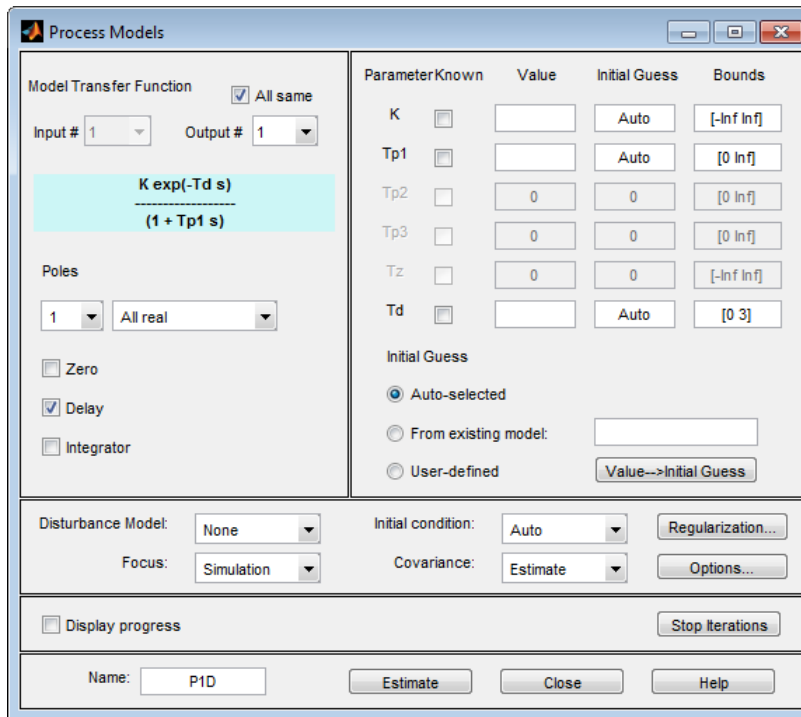 Process Models
Model Transfer Function
All same
Input # 1 Output # 1
K exp(-Td s)
------------------
(1 + Tp1 s)
Poles
1 All real
Zero
Delay
Integrator
Parameter Known Value Initial Guess Bounds
K Auto [-Inf Inf]
Tp1 Auto [0 Inf]
Tp2 0 0 [0 Inf]
Tp3 0 0 [0 Inf]
Tz 0 0 [-Inf Inf]
Td Auto [0 3]
Initial Guess
Auto-selected
From existing model:
User-defined Value-->Initial Guess
Disturbance Model: None Initial condition: Auto Regularization...
Focus: Simulation Covariance: Estimate Options...
Display progress Stop Iterations
Name: P1D Estimate Close Help